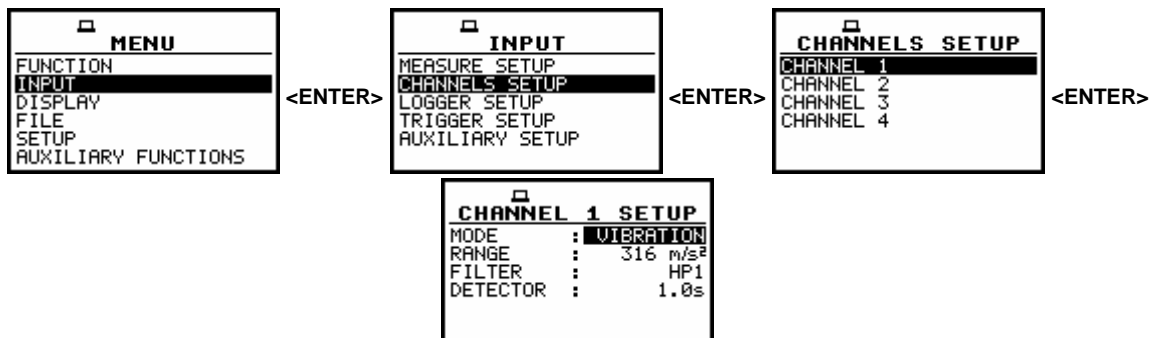 MENU
FUNCTION
INPUT
DISPLAY
FILE
SETUP
AUXILIARY FUNCTIONS
<ENTER>
INPUT
MEASURE SETUP
CHANNELS SETUP
LOGGER SETUP
TRIGGER SETUP
AUXILIARY SETUP
<ENTER>
CHANNELS SETUP
CHANNEL 1
CHANNEL 2
CHANNEL 3
CHANNEL 4
<ENTER>
CHANNEL 1 SETUP
MODE : VIBRATION
RANGE : 316 m/s²
FILTER : HP1
DETECTOR : 1.0s